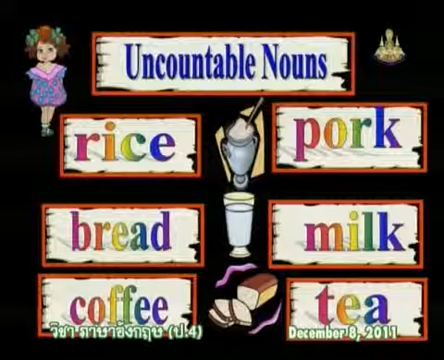 Uncountable Nouns
rice
pork
bread
milk
coffee
tea
วิชา ภาษาอังกฤษ (ป.4)
December 8, 2011